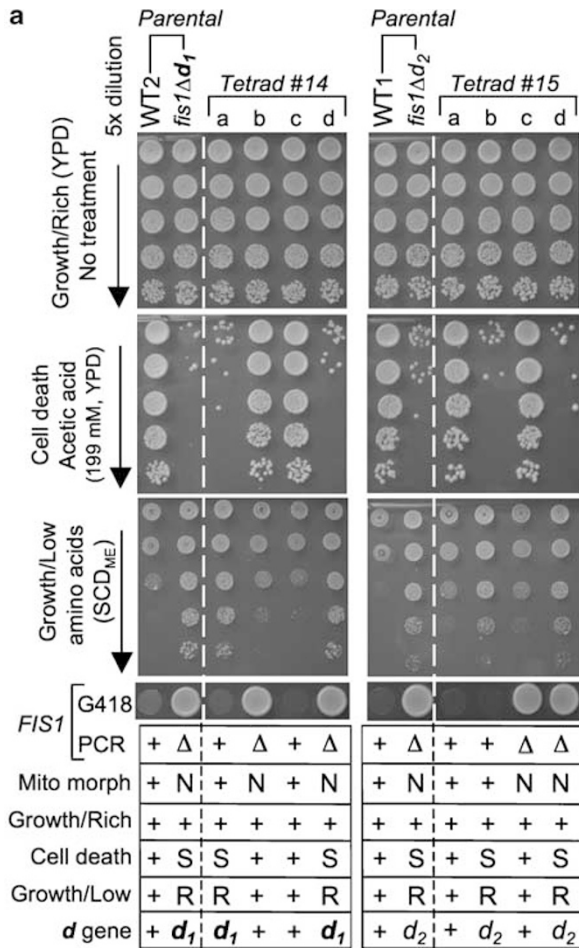 a
Parental Parental
5x dilution WT2 fis1Δd1 Tetrad #14 WT1 fis1Δd2 Tetrad #15
a b c d a b c d
Growth/Rich (YPD)
No treatment
Cell death
Acetic acid
(199 mM, YPD)
Growth/Low
amino acids
(SCDME)
FIS1 G418
PCR + Δ + Δ + Δ + Δ + + Δ Δ
Mito morph + N + N + N + N + + N N
Growth/Rich + + + + + + + + + + + +
Cell death + S S + + S + S + S + S
Growth/Low + R R + + R + R + R + R
d gene + d1 d1 + + d1 + d2 + d2 + d2